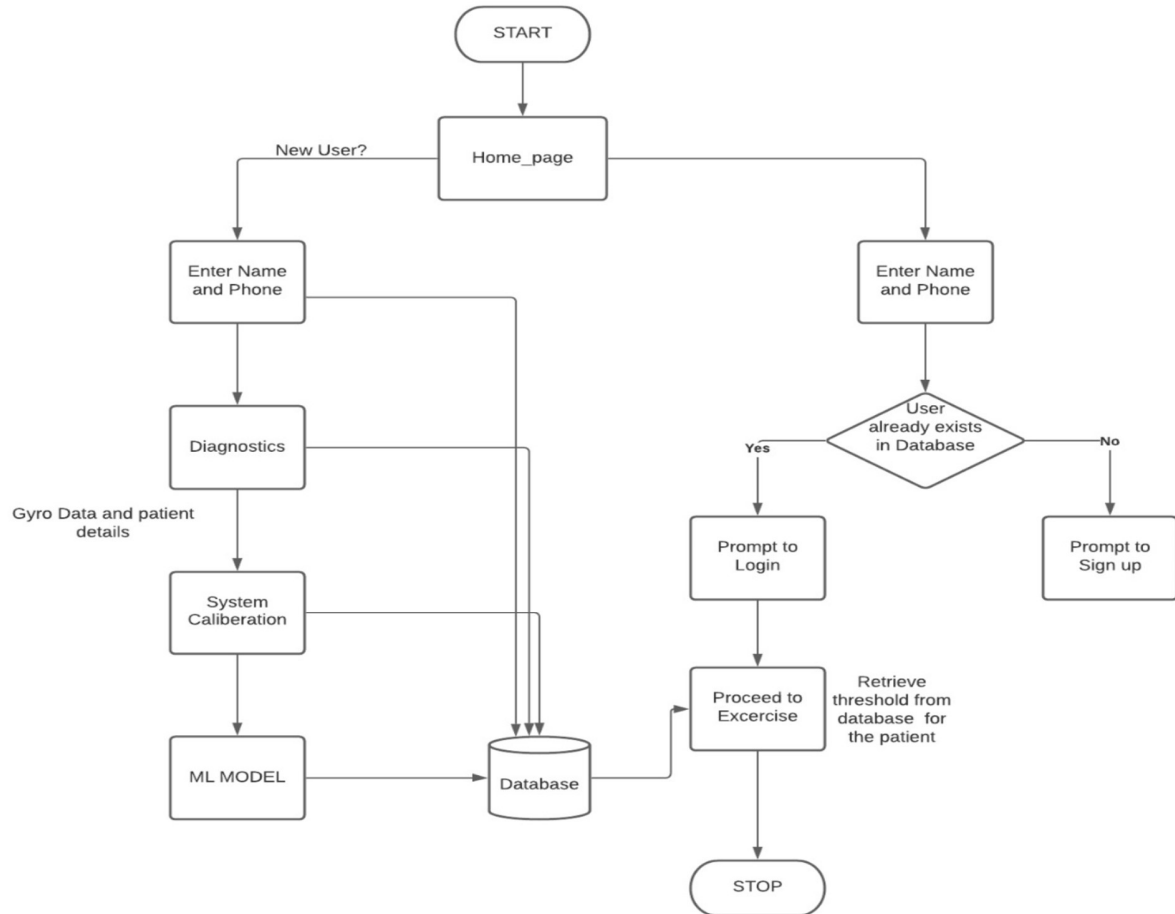 START
Home_page
New User?
Enter Name
and Phone
Enter Name
and Phone
User
already exists
in Database
Yes
No
Diagnostics
Gyro Data and patient
details
Prompt to
Login
Prompt to
Sign up
System
Caliberation
Proceed to
Excercise
Retrieve
threshold from
database for
the patient
ML MODEL
Database
STOP